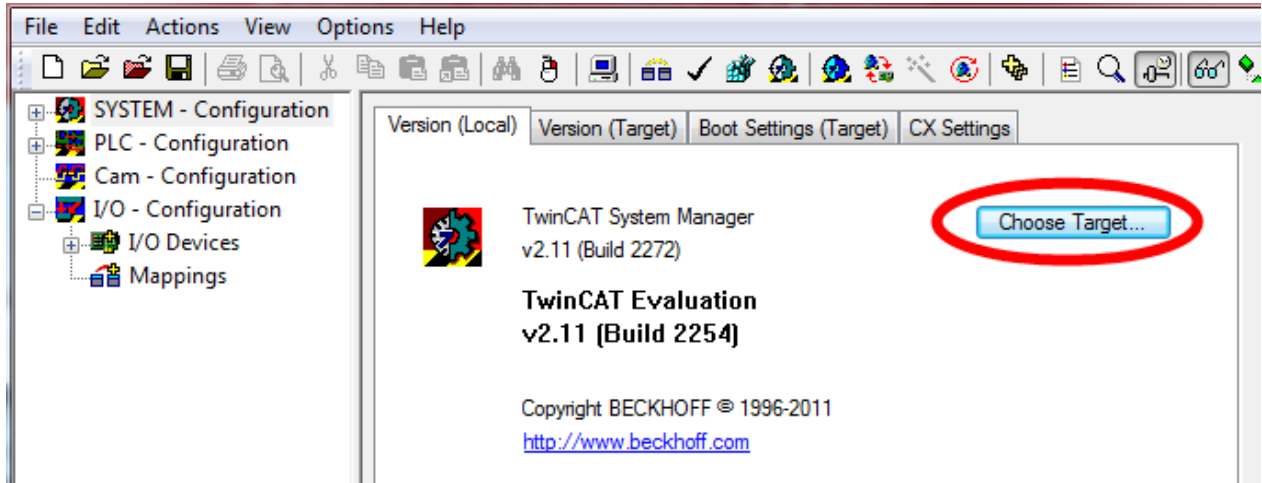 File Edit Actions View Options Help
SYSTEM - Configuration
PLC - Configuration
Cam - Configuration
I/O - Configuration
I/O Devices
Mappings
Version (Local) Version (Target) Boot Settings (Target) CX Settings
TwinCAT System Manager
v2.11 (Build 2272)
Choose Target...
TwinCAT Evaluation
v2.11 (Build 2254)
Copyright BECKHOFF © 1996-2011
http://www.beckhoff.com